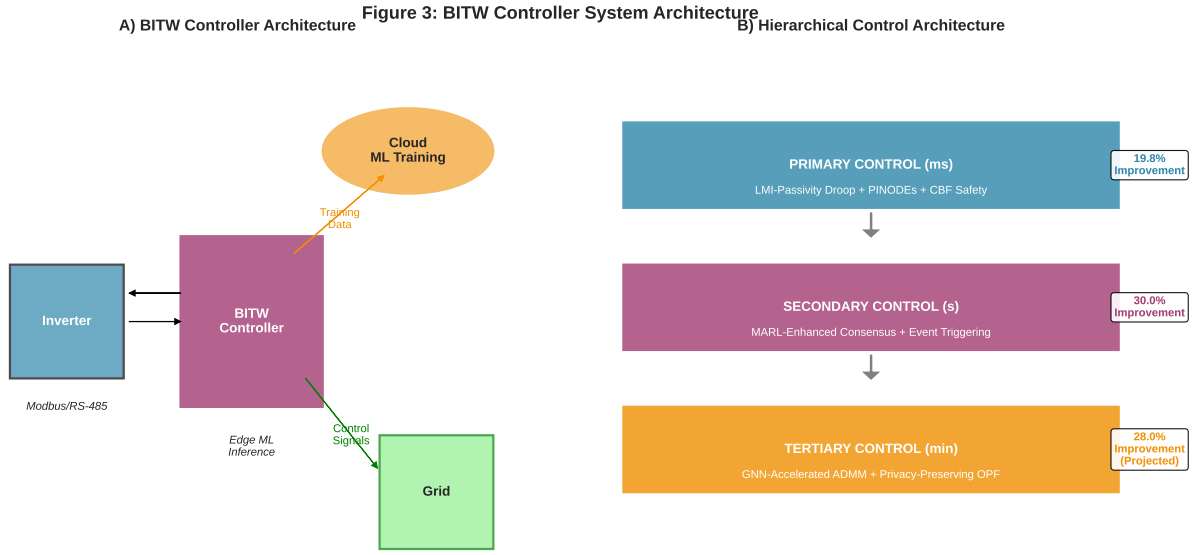 Figure 3: BITW Controller System Architecture
A) BITW Controller Architecture
Cloud
ML Training
Training
Data
Inverter
BITW
Controller
Modbus/RS-485
Edge ML
Inference
Control
Signals
Grid
B) Hierarchical Control Architecture
PRIMARY CONTROL (ms)
LMI-Passivity Droop + PINODEs + CBF Safety
19.8%
Improvement
SECONDARY CONTROL (s)
MARL-Enhanced Consensus + Event Triggering
30.0%
Improvement
TERTIARY CONTROL (min)
GNN-Accelerated ADMM + Privacy-Preserving OPF
28.0%
Improvement
(Projected)